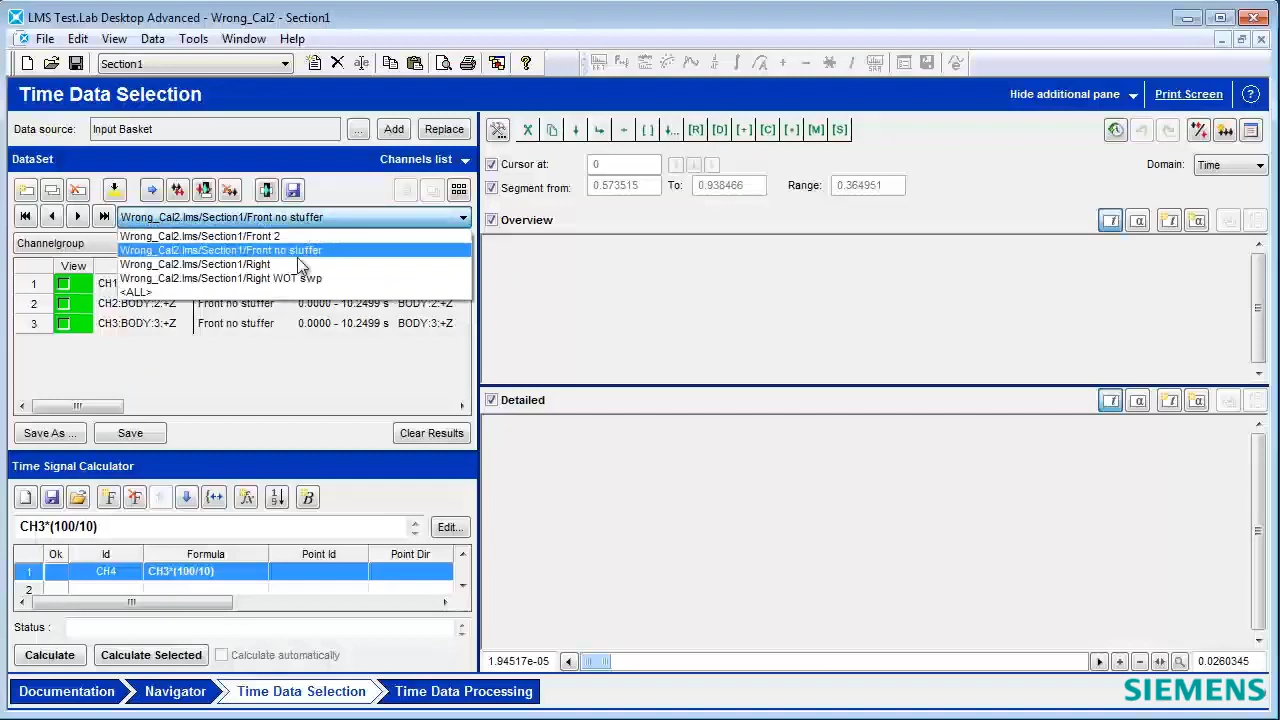 LMS Test.Lab Desktop Advanced - Wrong_Cal2 - Section1
File Edit View Data Tools Window Help
Section1
Time Data Selection
Hide additional pane Print Screen
Data source: Input Basket ... Add Replace
DataSet Channels list
Wrong_Cal2.lms/Section1/Front no stuffer
Wrong_Cal2.lms/Section1/Front 2
Wrong_Cal2.lms/Section1/Front no stuffer
Wrong_Cal2.lms/Section1/Right
Wrong_Cal2.lms/Section1/Right WOT swp
<ALL>
Channelgroup
View
1 CH1
2 CH2:BODY:2:+Z Front no stuffer 0.0000 - 10.2499 s BODY:2:+Z
3 CH3:BODY:3:+Z Front no stuffer 0.0000 - 10.2499 s BODY:3:+Z
Save As ... Save Clear Results
Time Signal Calculator
CH3*(100/10) Edit...
Ok Id Formula Point Id Point Dir
1 CH4 CH3*(100/10)
2
Status :
Calculate Calculate Selected Calculate automatically
[R] [D] [+] [C] [*] [M] [S]
Cursor at: 0 Domain: Time
Segment from: 0.573515 To: 0.938466 Range: 0.364951
Overview
Detailed
1.94517e-05 0.0260345
Documentation Navigator Time Data Selection Time Data Processing
SIEMENS